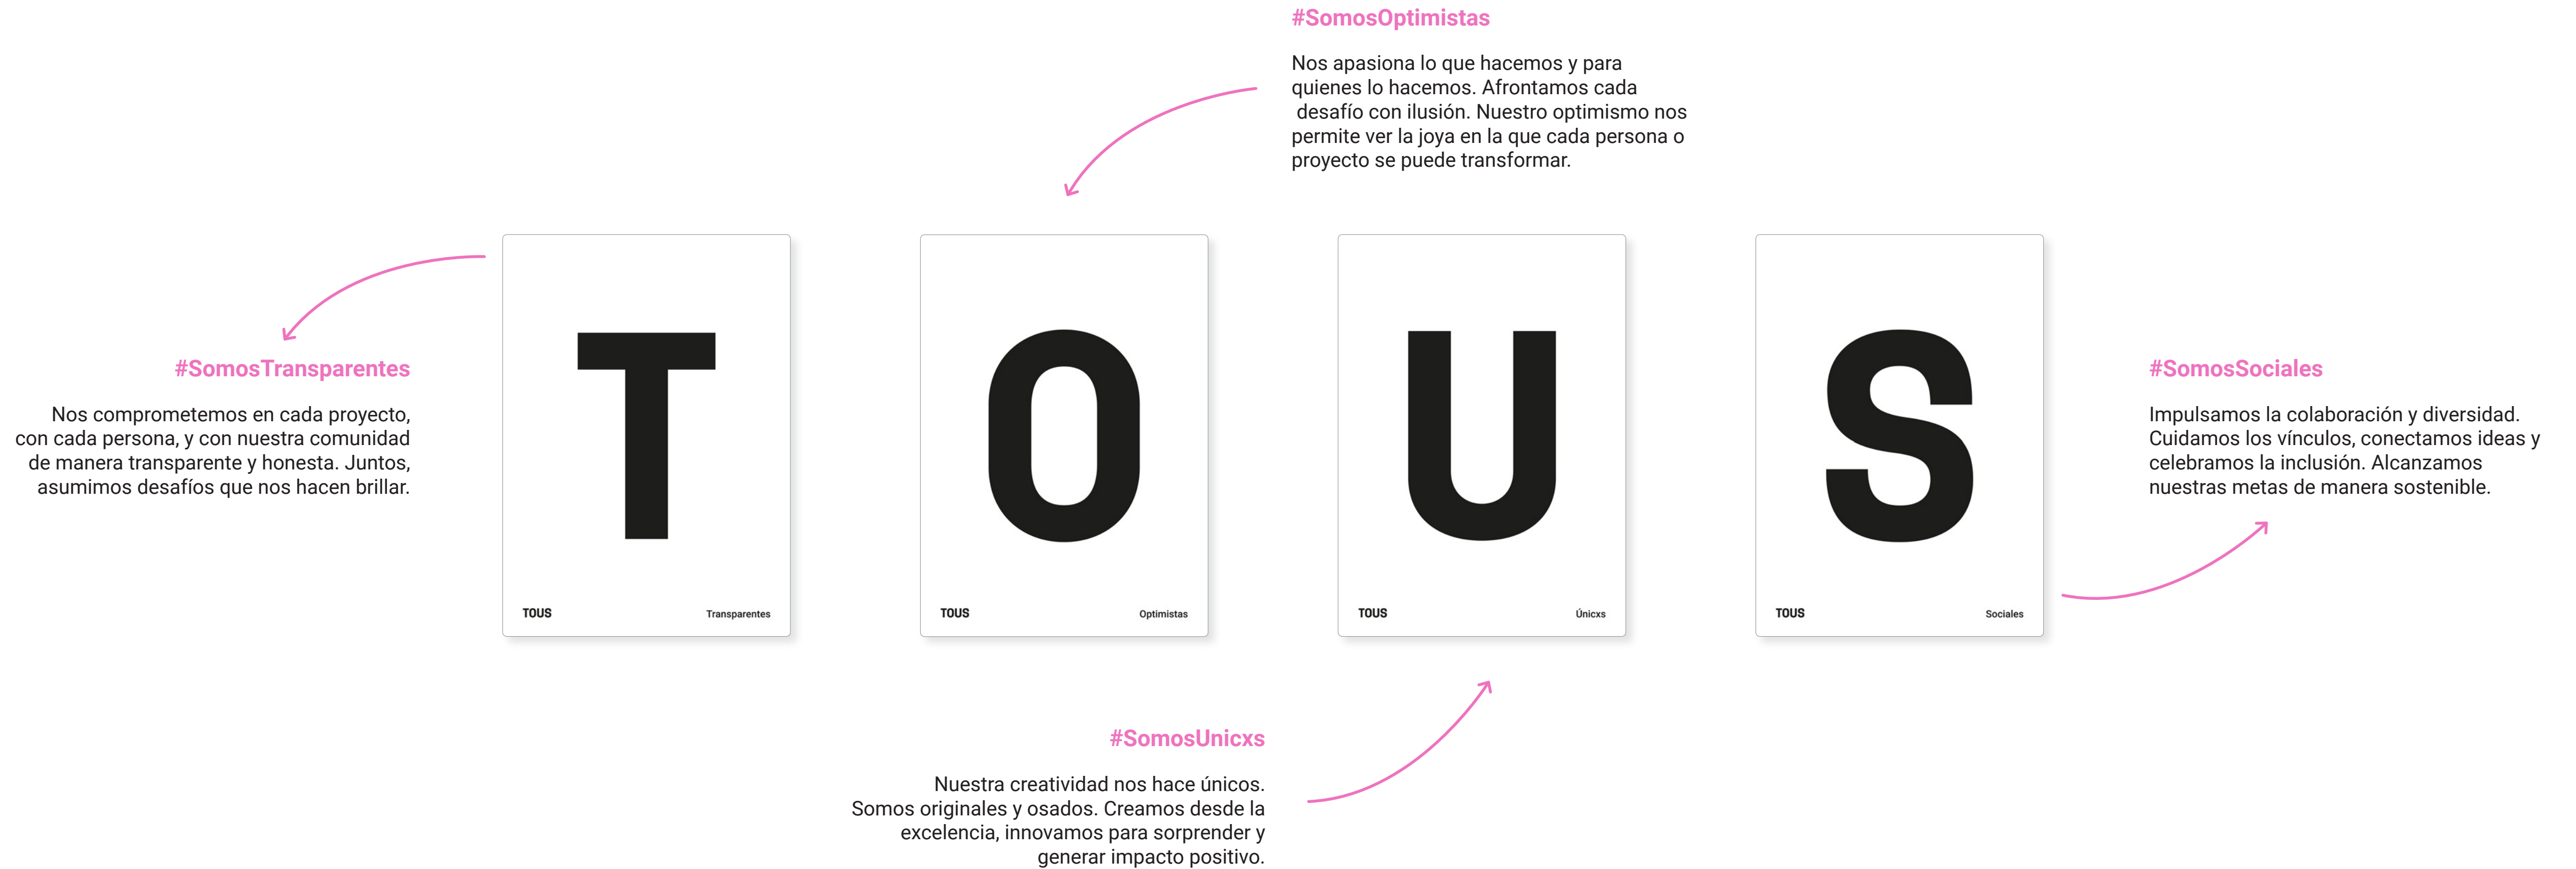 #SomosOptimistas
Nos apasiona lo que hacemos y para
quienes lo hacemos. Afrontamos cada
desafío con ilusión. Nuestro optimismo nos
permite ver la joya en la que cada persona o
proyecto se puede transformar.
#SomosTransparentes
Nos comprometemos en cada proyecto,
con cada persona, y con nuestra comunidad
de manera transparente y honesta. Juntos,
asumimos desafíos que nos hacen brillar.
T
TOUS Transparentes
O
TOUS Optimistas
U
TOUS Únicxs
S
TOUS Sociales
#SomosSociales
Impulsamos la colaboración y diversidad.
Cuidamos los vínculos, conectamos ideas y
celebramos la inclusión. Alcanzamos
nuestras metas de manera sostenible.
#SomosUnicxs
Nuestra creatividad nos hace únicos.
Somos originales y osados. Creamos desde la
excelencia, innovamos para sorprender y
generar impacto positivo.